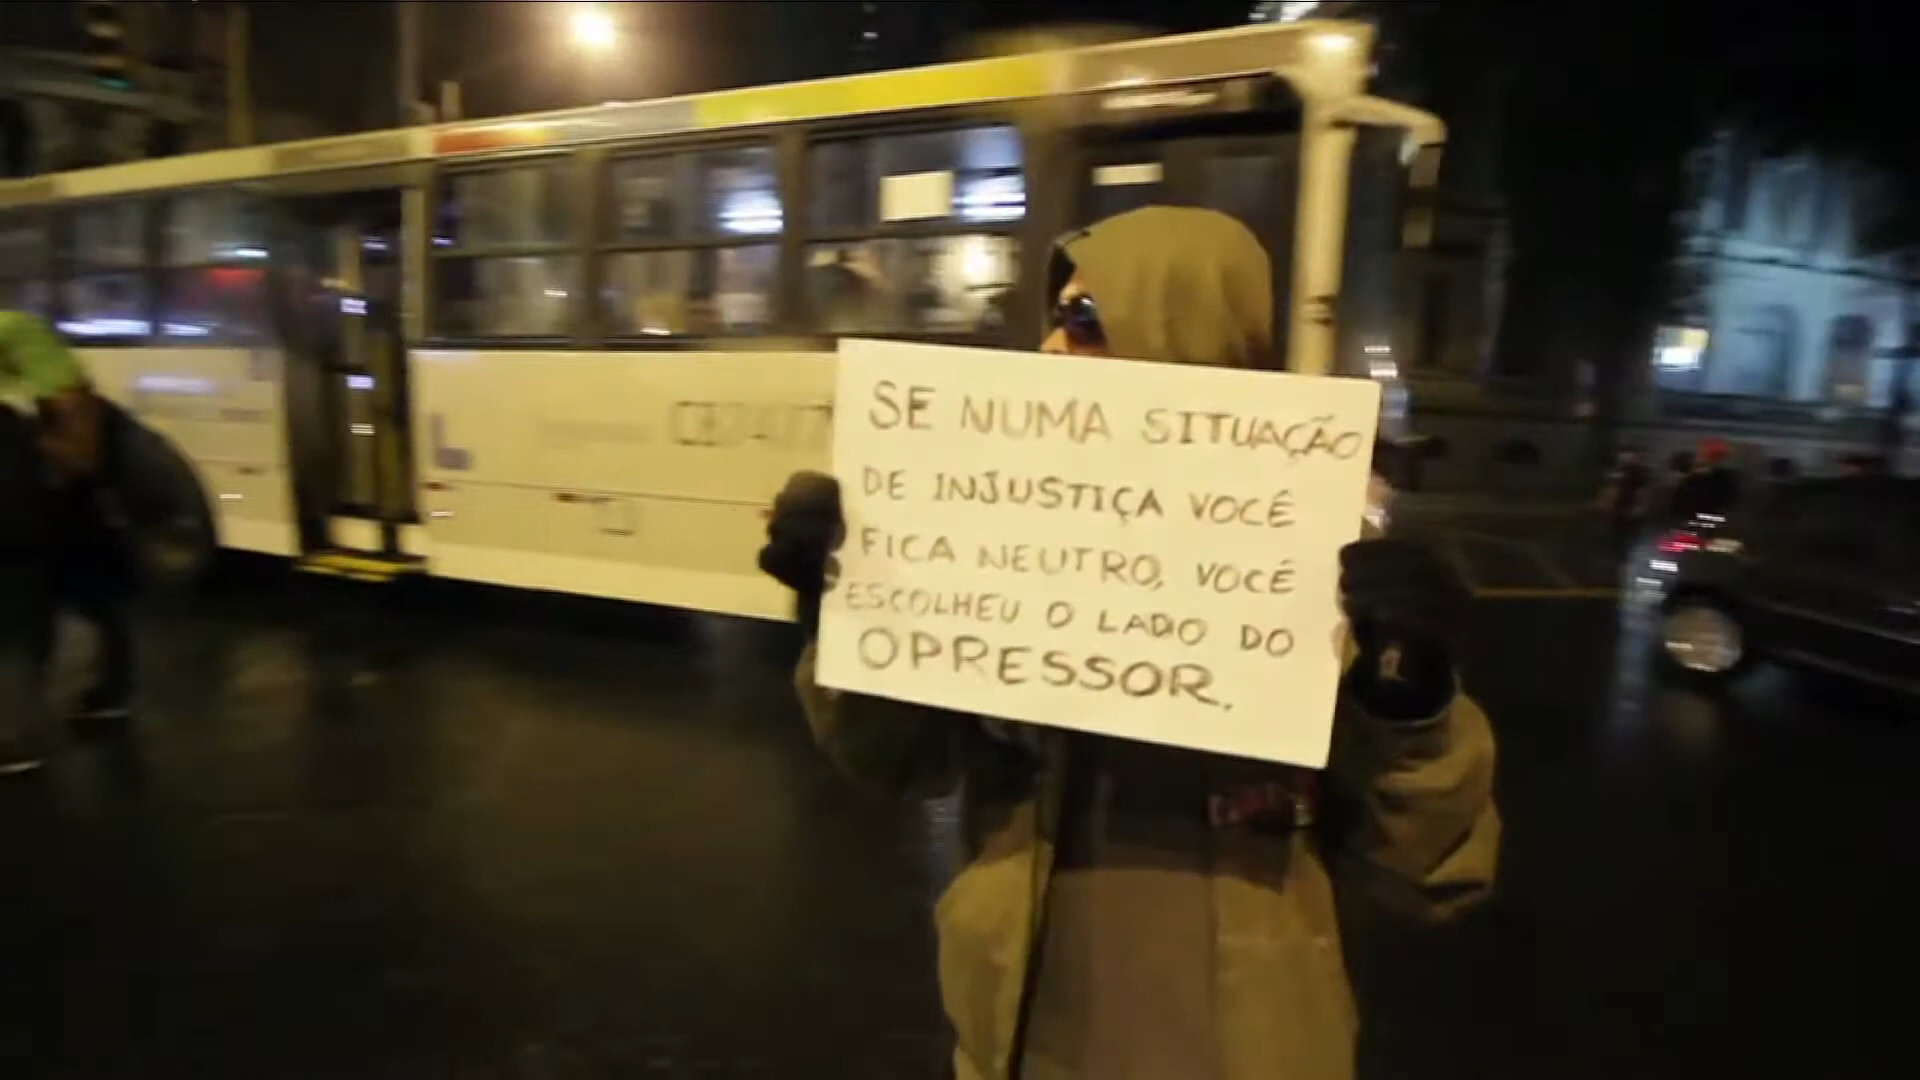 SE NUMA SITUAÇÃO
DE INJUSTIÇA VOCÊ
FICA NEUTRO, VOCÊ
ESCOLHEU O LADO DO
OPRESSOR.